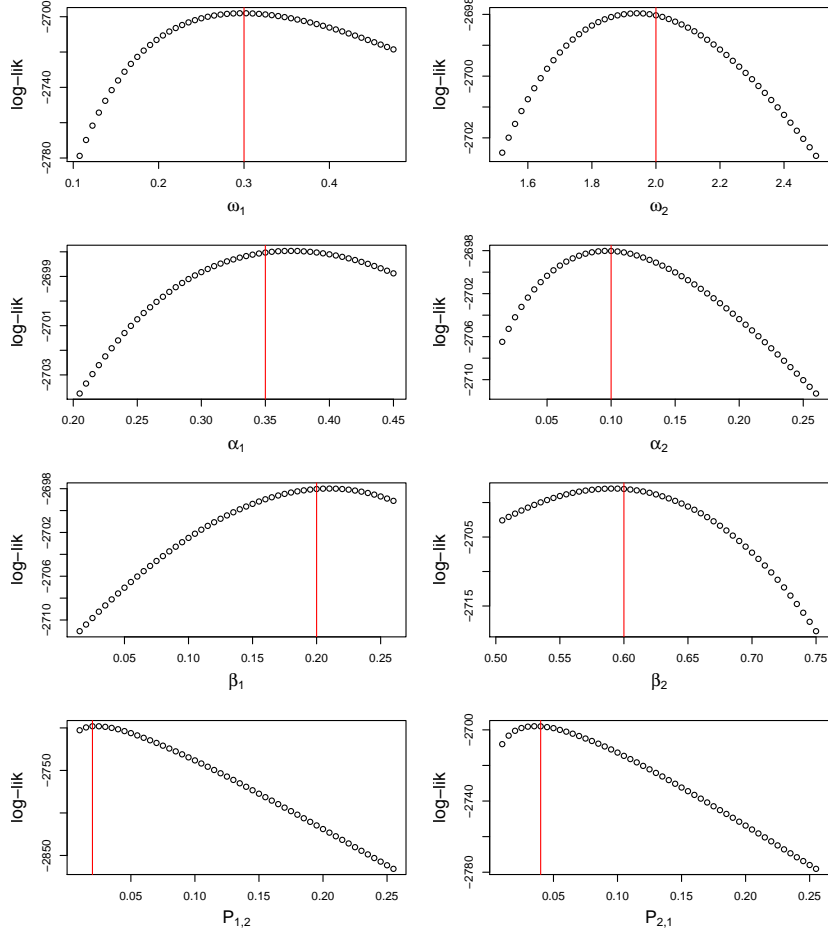 log−lik
−2700
−2740
−2780
0.1 0.2 0.3 0.4
ω1
log−lik
−2698
−2700
−2702
1.6 1.8 2.0 2.2 2.4
ω2
log−lik
−2699
−2701
−2703
0.20 0.25 0.30 0.35 0.40 0.45
α1
log−lik
−2698
−2702
−2706
−2710
0.05 0.10 0.15 0.20 0.25
α2
log−lik
−2698
−2702
−2706
−2710
0.05 0.10 0.15 0.20 0.25
β1
log−lik
−2705
−2715
0.50 0.55 0.60 0.65 0.70 0.75
β2
log−lik
−2750
−2850
0.05 0.10 0.15 0.20 0.25
P1,2
log−lik
−2700
−2740
−2780
0.05 0.10 0.15 0.20 0.25
P2,1